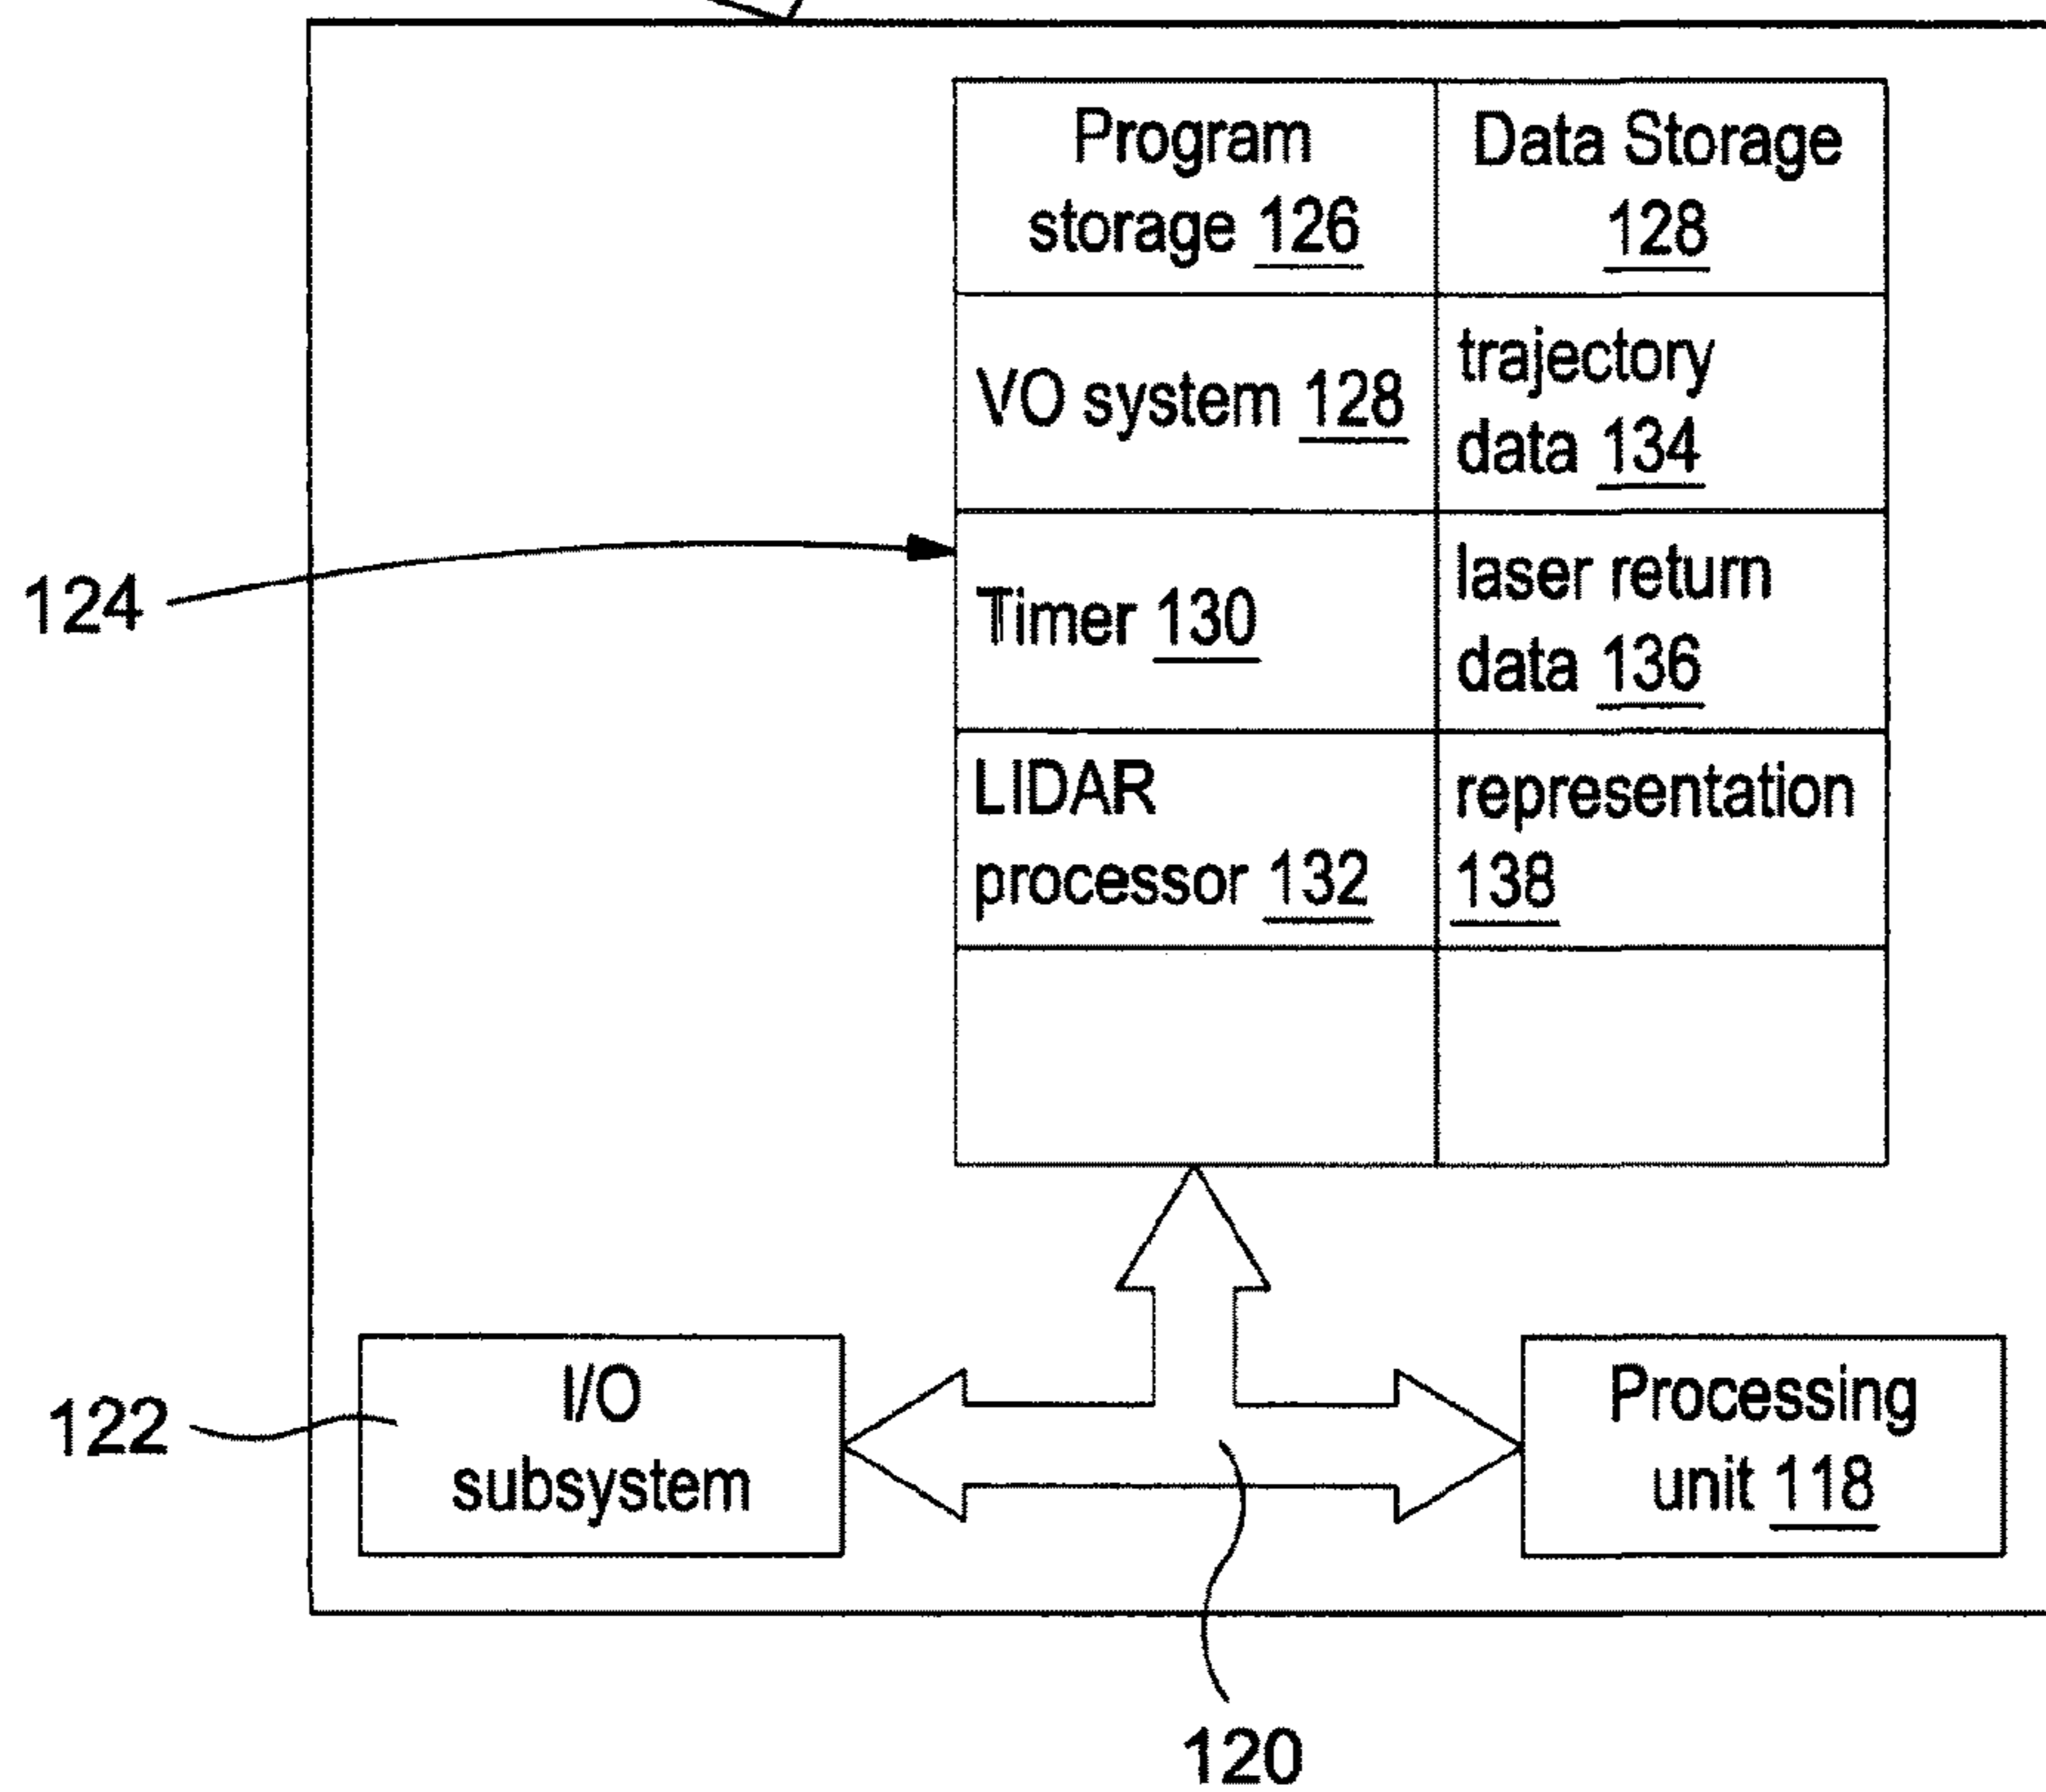 Program
storage 126
Data Storage
128
VO system 128
trajectory
data 134
124
Timer 130
laser return
data 136
LIDAR
processor 132
representation
138
122
I/O
subsystem
Processing
unit 118
120